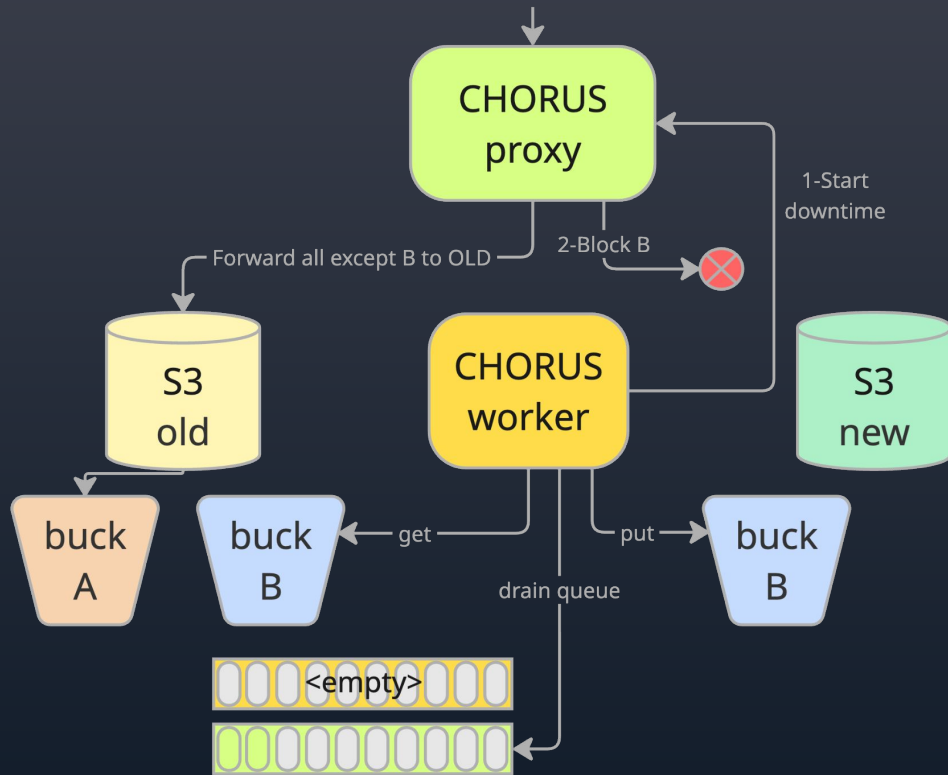 CHORUS
proxy
1-Start
downtime
2-Block B
Forward all except B to OLD
CHORUS
worker
S3
old
S3
new
buck
A
buck
B
get
put
buck
B
drain queue
<empty>